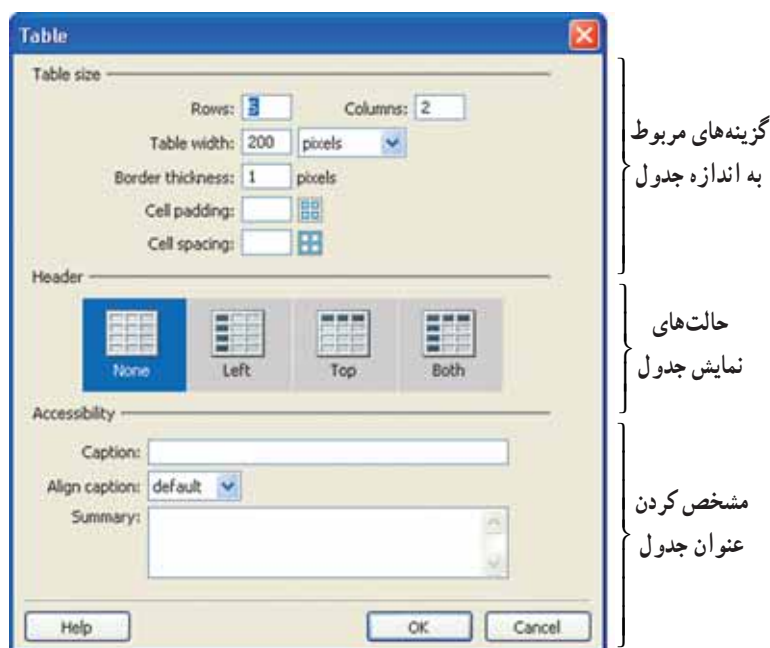 Table
Table size
Rows: 5 Columns: 2
Table width: 200 pixels
Border thickness: 1 pixels
Cell padding:
Cell spacing:
گزینه‌های مربوط
به اندازه جدول
Header
None Left Top Both
حالت‌های
نمایش جدول
Accessibility
Caption:
Align caption: default
Summary:
مشخص کردن
عنوان جدول
Help OK Cancel